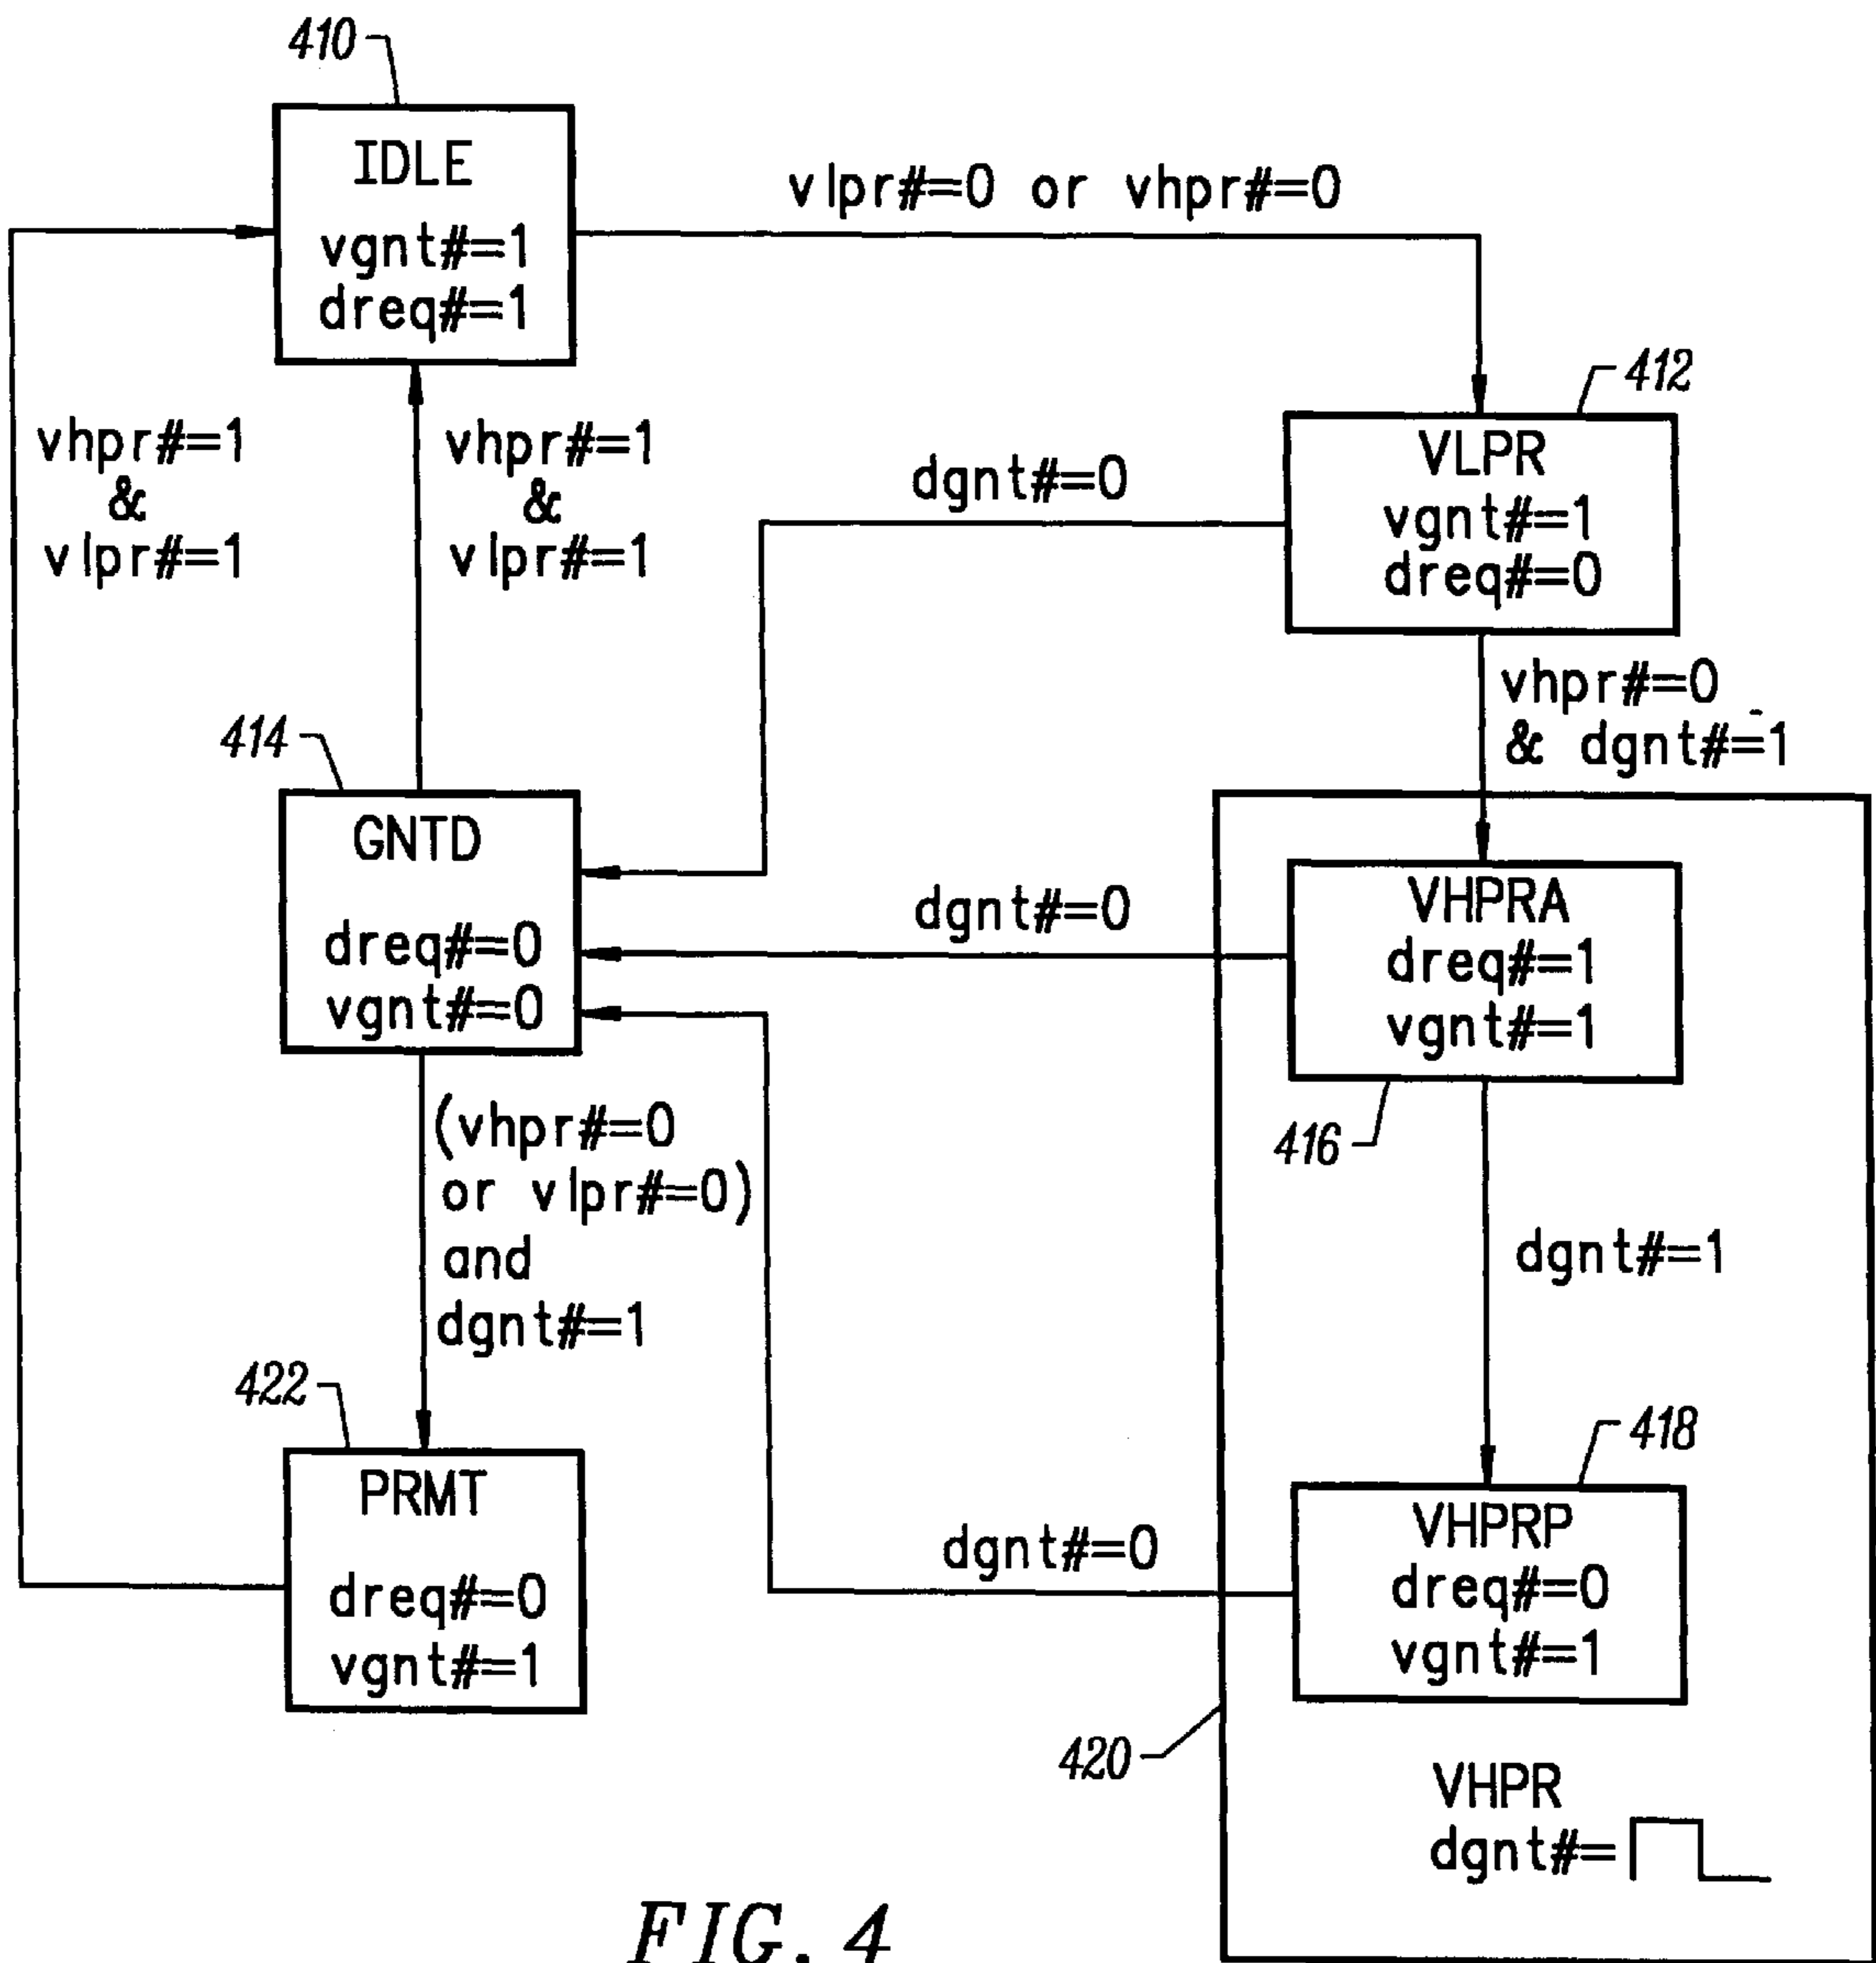 410
IDLE
vgnt#=1
dreq#=1
vlpr#=0 or vhpr#=0
412
VLPR
vgnt#=1
dreq#=0
vhpr#=1
&
vlpr#=1
vhpr#=1
&
vlpr#=1
dgnt#=0
vhpr#=0
& dgnt#=1
414
GNTD
dreq#=0
vgnt#=0
dgnt#=0
VHPRA
dreq#=1
vgnt#=1
416
(vhpr#=0
or vlpr#=0)
and
dgnt#=1
dgnt#=1
422
PRMT
dreq#=0
vgnt#=1
dgnt#=0
418
VHPRP
dreq#=0
vgnt#=1
420
VHPR
dgnt#=
FIG. 4